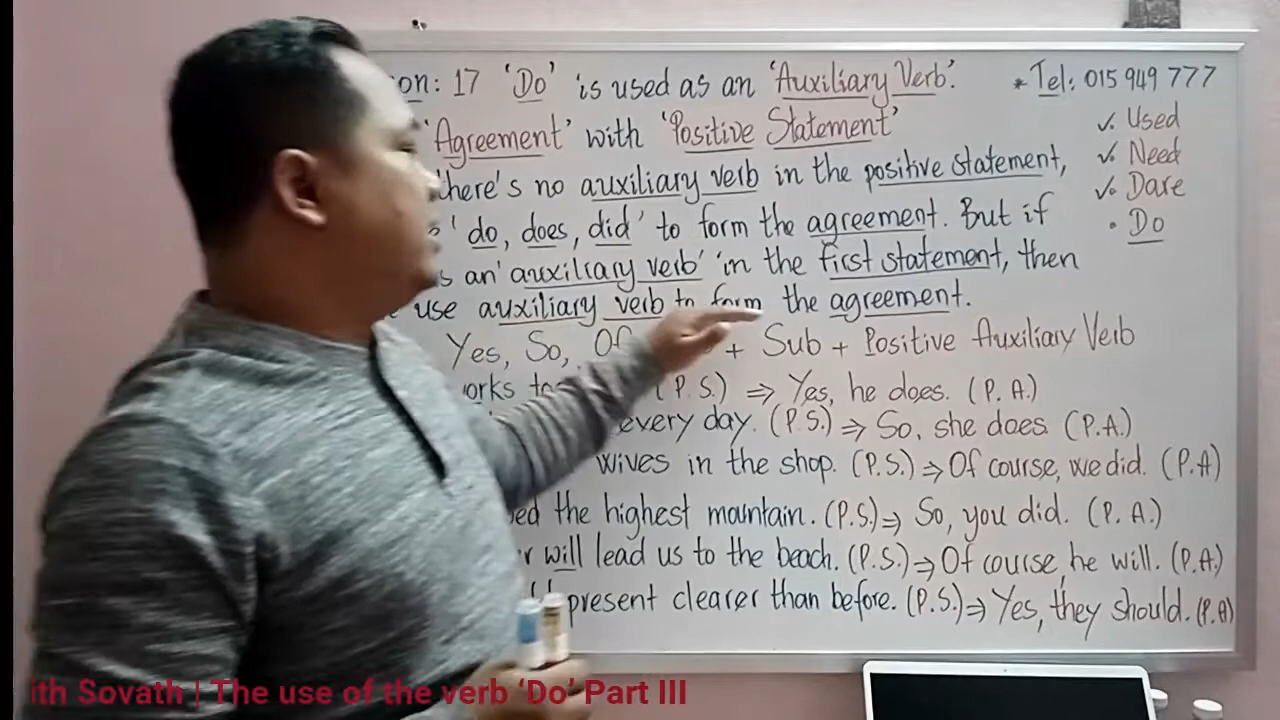 on: 17 'Do' is used as an 'Auxiliary Verb'. * Tel: 015 949 777
'Agreement' with 'Positive Statement'
there's no auxiliary verb in the positive statement,
'do, does, did' to form the agreement. But if
an 'auxiliary verb' in the first statement, then
use auxiliary verb to form the agreement.
Yes, So, Of + Sub + Positive Auxiliary Verb
orks (P.S.) ⇒ Yes, he does. (P.A.)
every day. (P.S.) ⇒ So, she does. (P.A.)
wives in the shop. (P.S.) ⇒ Of course, we did. (P.A)
ed the highest mountain. (P.S.) ⇒ So, you did. (P.A.)
r will lead us to the beach. (P.S.) ⇒ Of course, he will. (P.A)
present clearer than before. (P.S.) ⇒ Yes, they should. (P.A)
✓. Used
✓. Need
✓. Dare
• Do
ith Sovath | The use of the verb ‘Do’ Part III